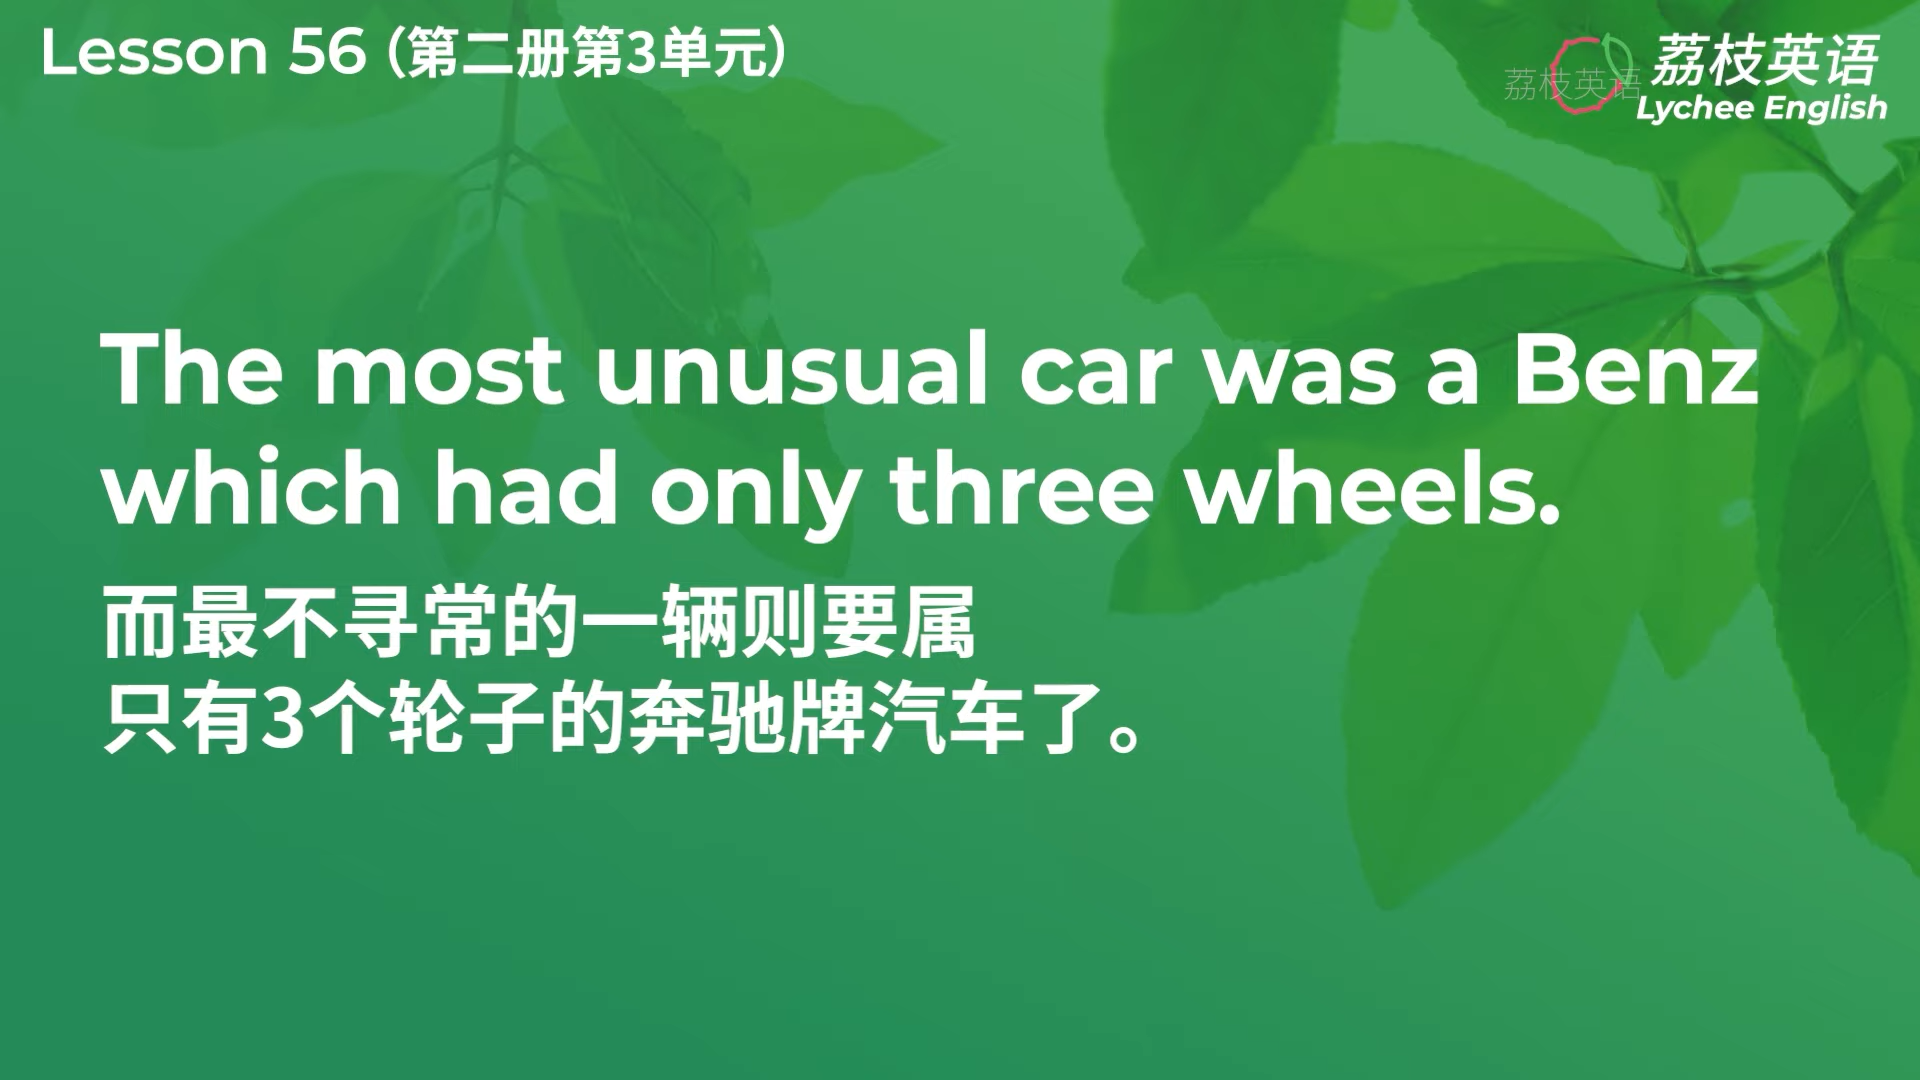 Lesson 56（第二册第3单元）
荔枝英语
荔枝英语
Lychee English
The most unusual car was a Benz
which had only three wheels.
而最不寻常的一辆则要属
只有3个轮子的奔驰牌汽车了。